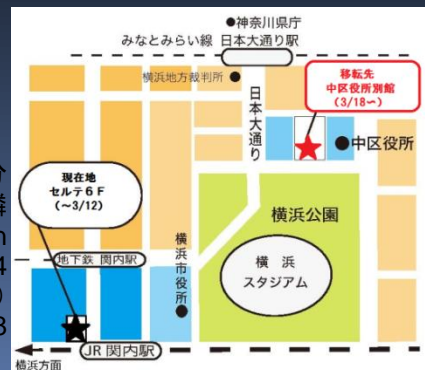 ●神奈川県庁
みなとみらい線 日本大通り駅
横浜地方裁判所●
移転先
中区役所別館
(3/18~)
日本大通り
●中区役所
現在地
セルテ6F
(~3/12)
横浜公園
地下鉄 関内駅
横浜市役所●
横 浜
スタジアム
JR 関内駅
横浜方面